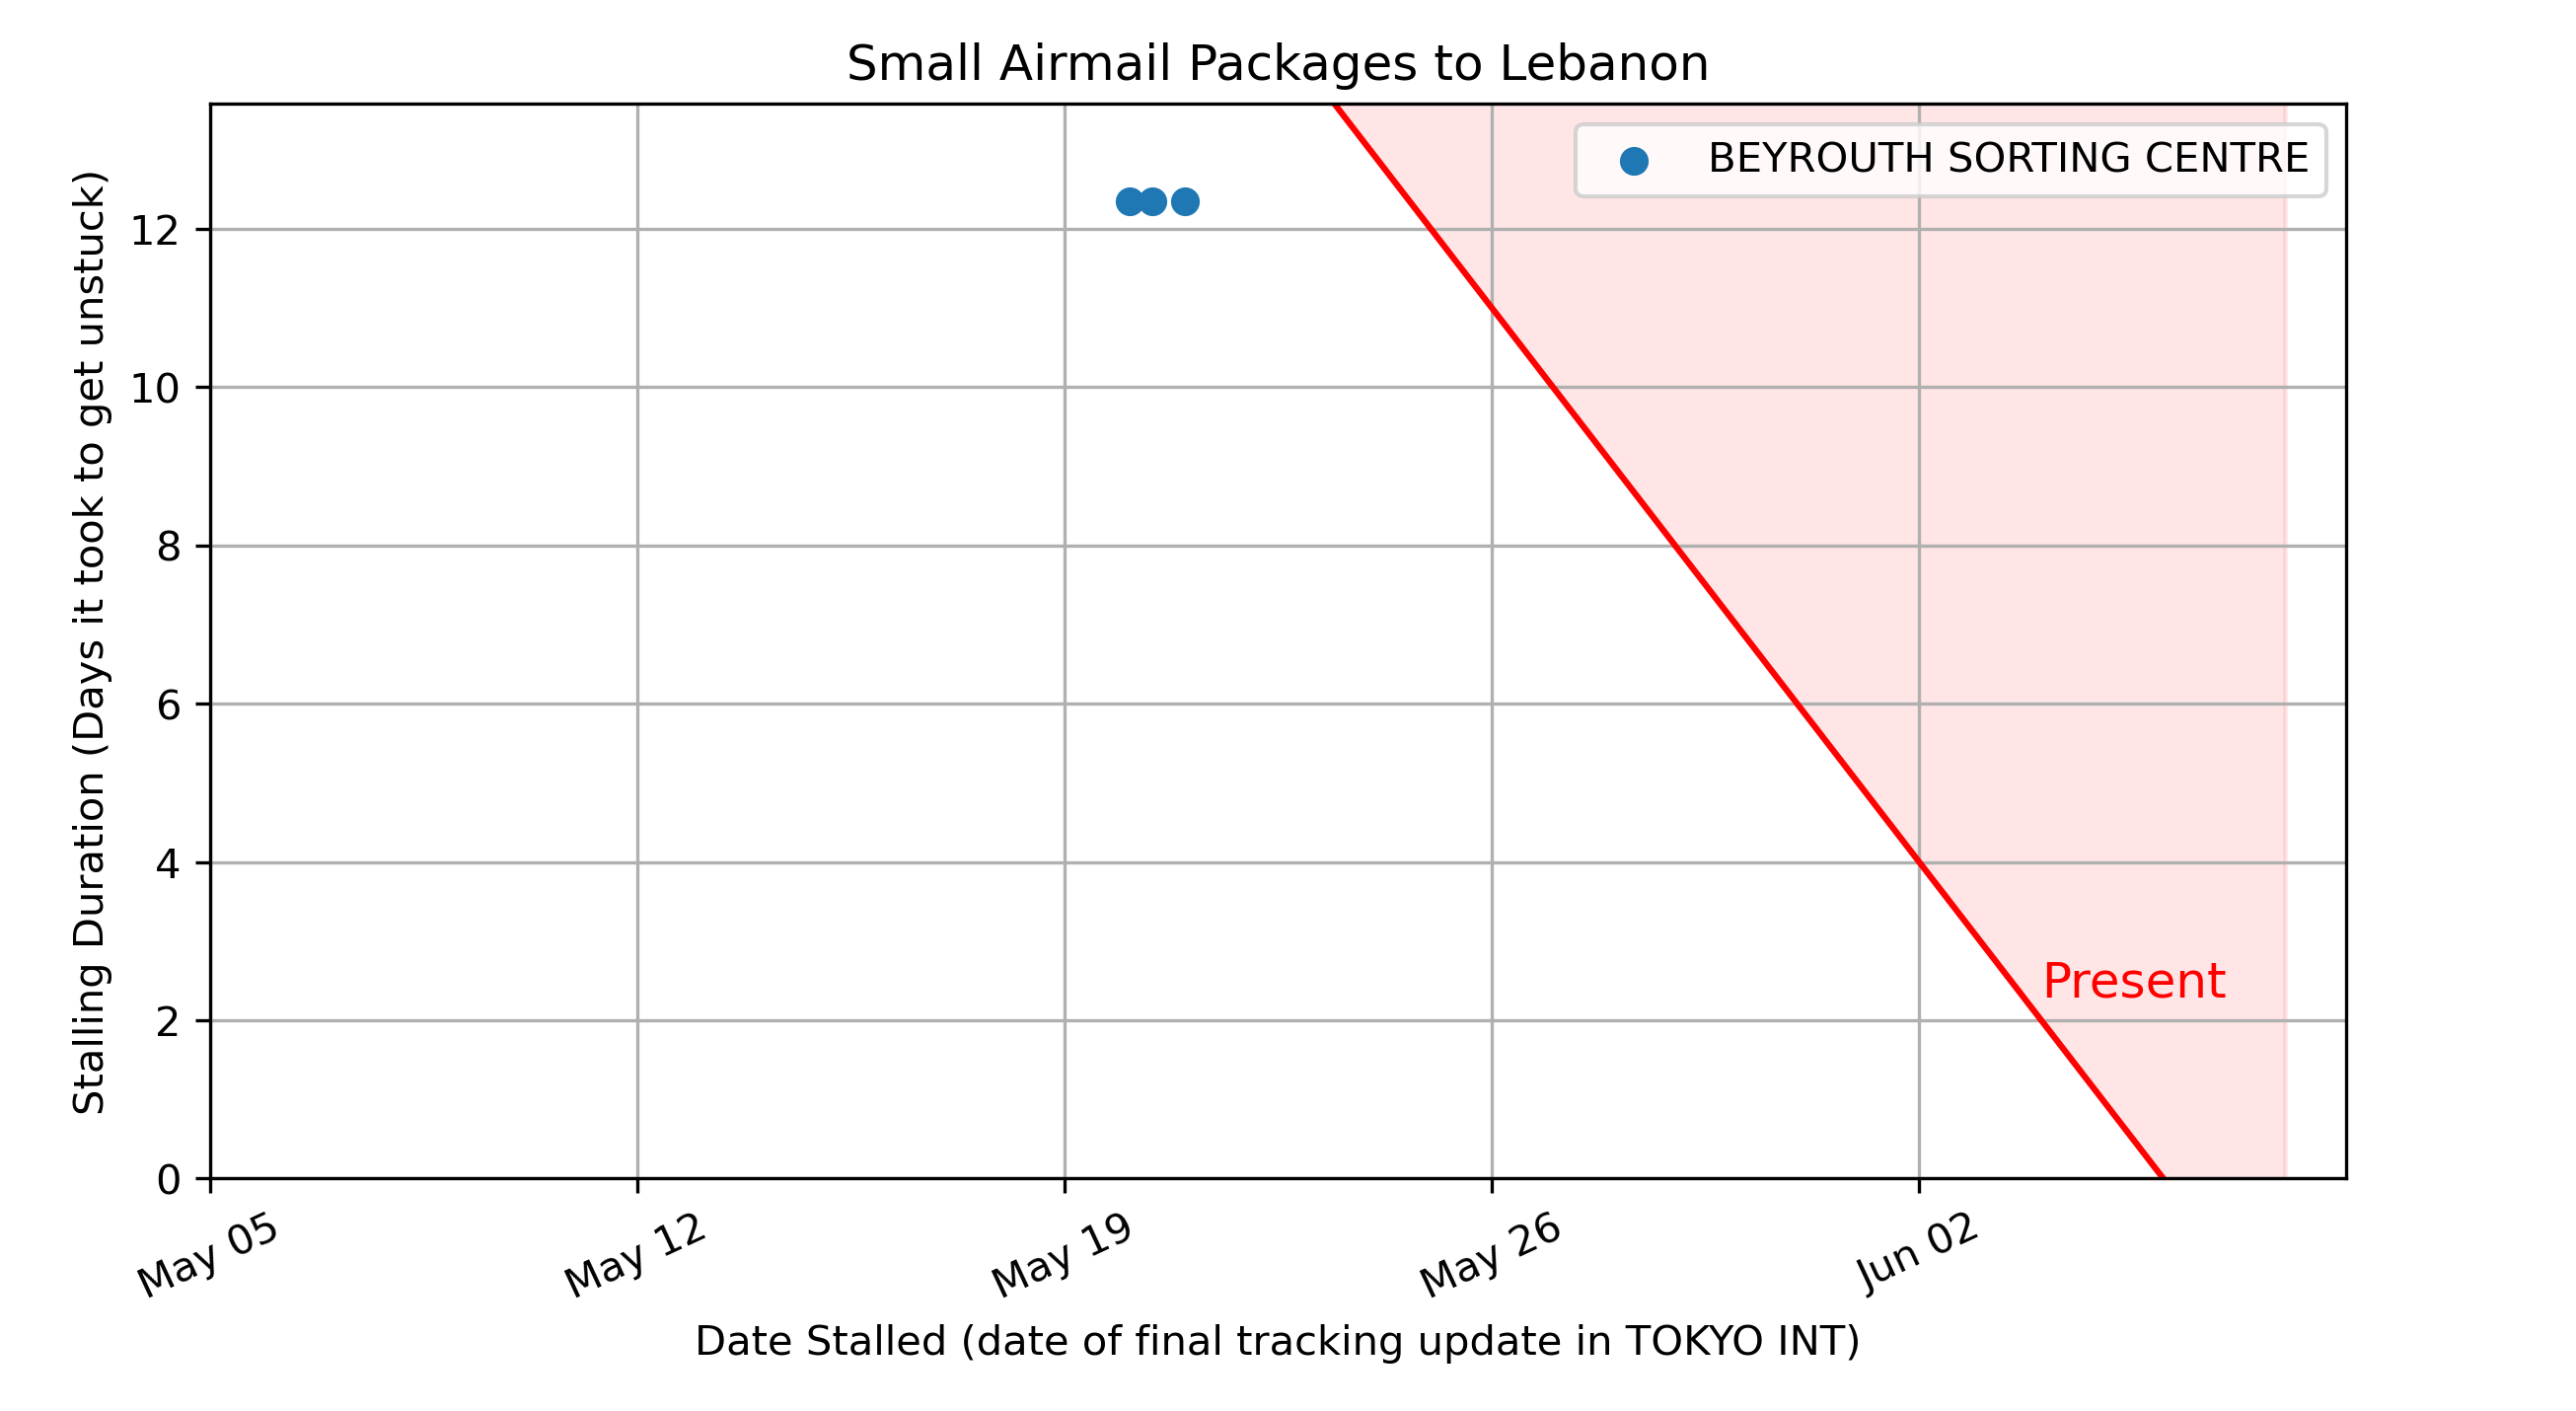 Small Airmail Packages to Lebanon
BEYROUTH SORTING CENTRE
Stalling Duration (Days it took to get unstuck)
12
10
8
6
4
2
0
Present
May 05
May 12
May 19
May 26
Jun 02
Date Stalled (date of final tracking update in TOKYO INT)